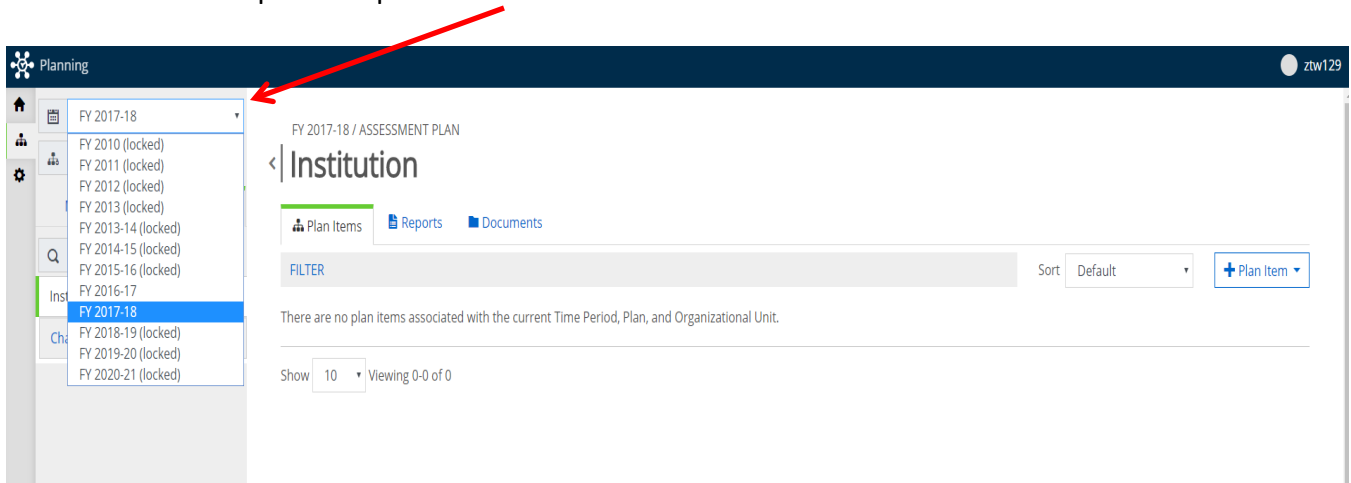 Planning
ztw129
FY 2017-18
FY 2010 (locked)
FY 2011 (locked)
FY 2012 (locked)
FY 2013 (locked)
FY 2013-14 (locked)
FY 2014-15 (locked)
FY 2015-16 (locked)
FY 2016-17
FY 2017-18
FY 2018-19 (locked)
FY 2019-20 (locked)
FY 2020-21 (locked)
Inst
Cha
FY 2017-18 / ASSESSMENT PLAN
Institution
Plan Items Reports Documents
FILTER Sort Default + Plan Item
There are no plan items associated with the current Time Period, Plan, and Organizational Unit.
Show 10 Viewing 0-0 of 0